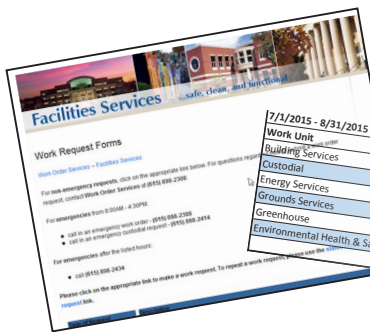 Facilities Services ...safe, clean, and functional
Work Request Forms
Work Order Services – Facilities Services
For non-emergency requests, click on the appropriate link below. For questions regarding work order
request, contact Work Order Services at (615) 898-2300.
For emergencies from 8:00AM - 4:30PM:
• call in an emergency work order - (615) 898-2300
• call in an emergency custodial request - (615) 898-2414
For emergencies after the listed hours:
• call (615) 898-2434
Please click on the appropriate link to make a work request. To repeat a work request, please use the
request link.
7/1/2015 - 8/31/2015
Work Unit
Building Services
Custodial
Energy Services
Grounds Services
Greenhouse
Environmental Health & Sa